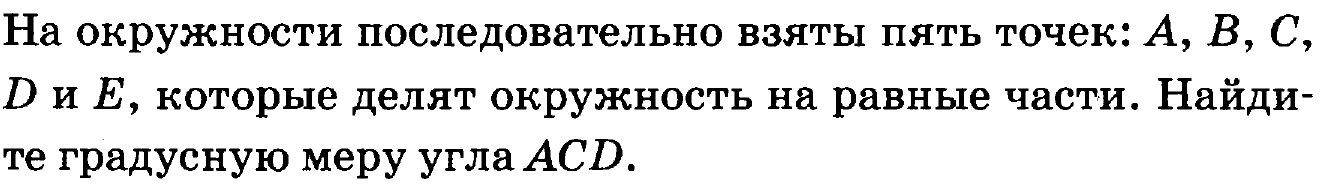 На окружности последовательно взяты пять точек: A, B, C,
D и E, которые делят окружность на равные части. Найди-
те градусную меру угла ACD.